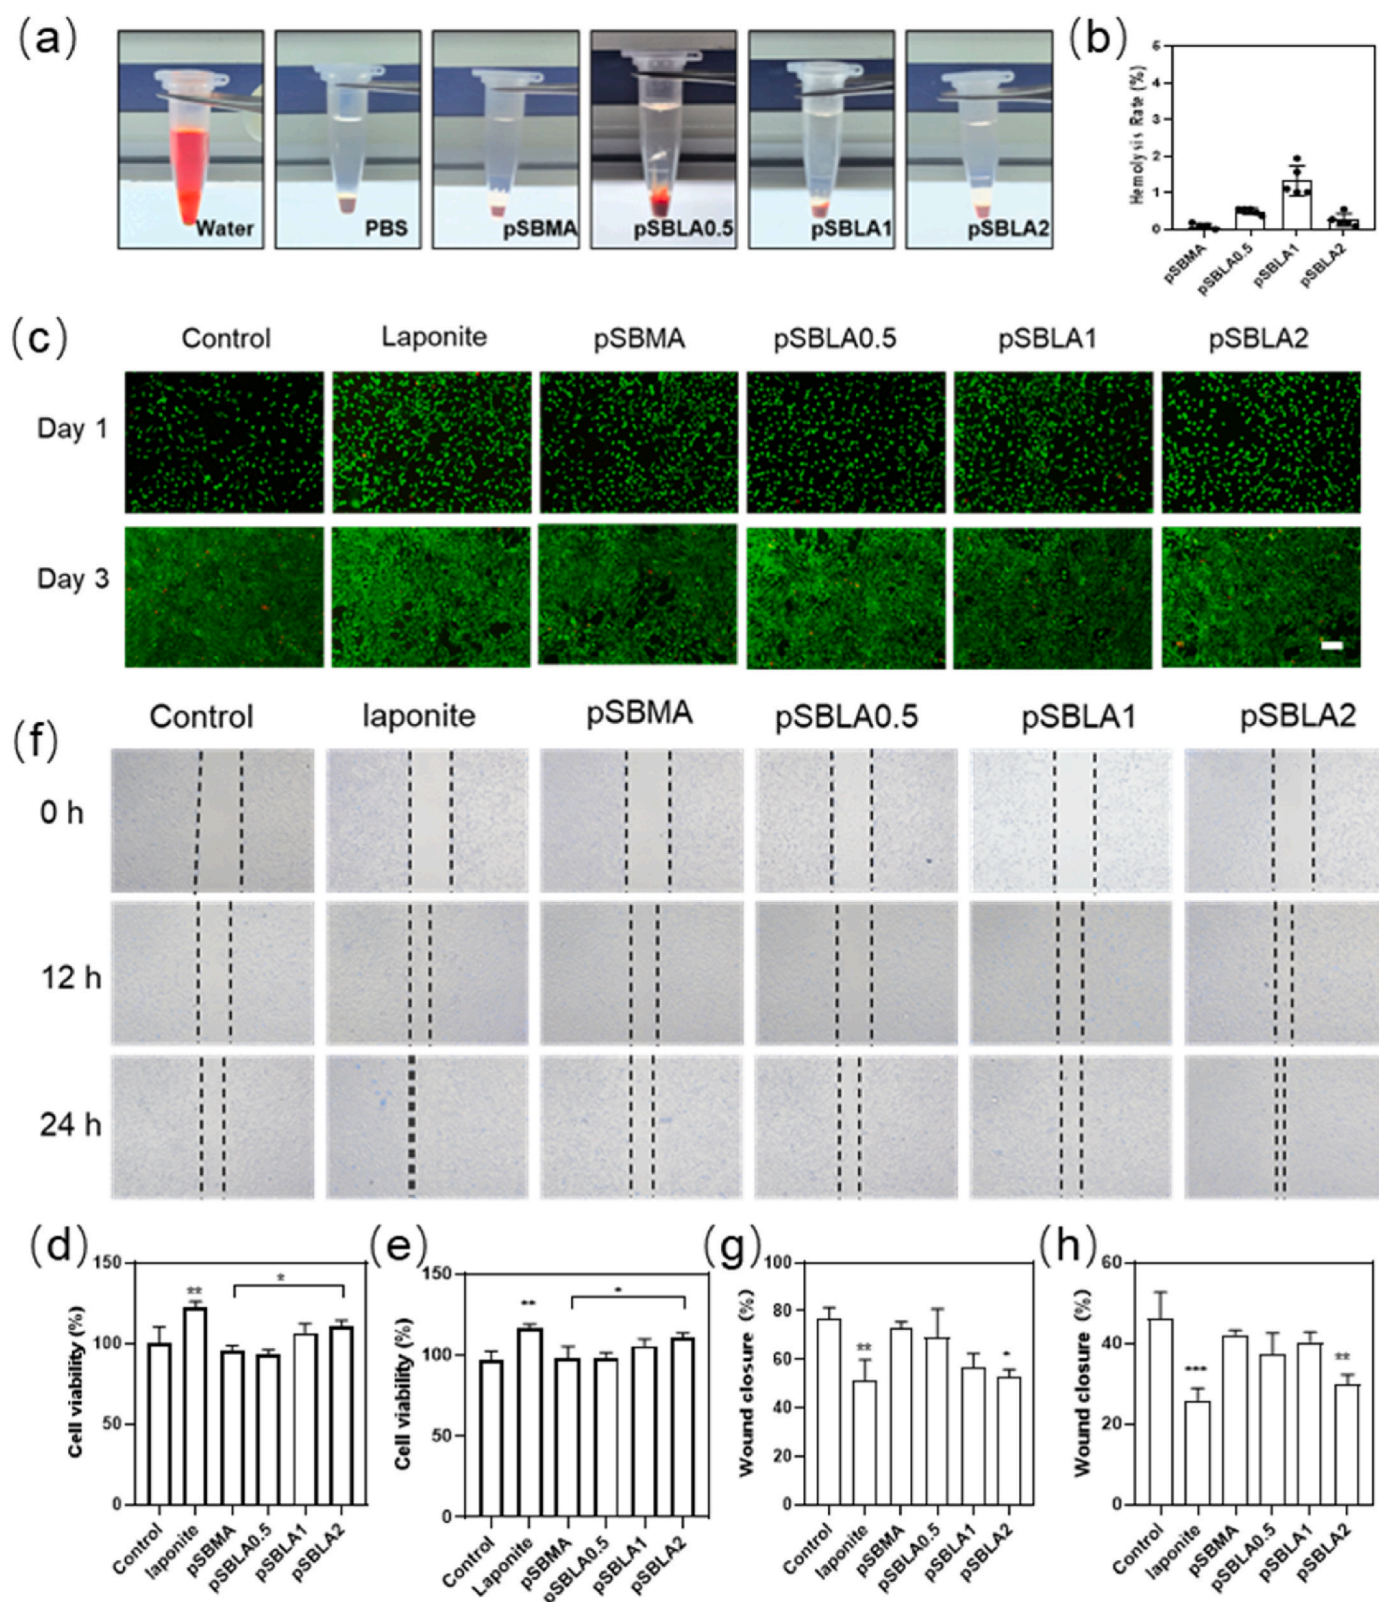 (a)
(b)
Water
PBS
pSBMA
pSBLA0.5
pSBLA1
pSBLA2
Hemolysis Rate (%)
6
4
2
1
0
pSBMA
pSBLA0.5
pSBLA1
pSBLA2
(c)
Control
Laponite
pSBMA
pSBLA0.5
pSBLA1
pSBLA2
Day 1
Day 3
(f)
Control
laponite
pSBMA
pSBLA0.5
pSBLA1
pSBLA2
0 h
12 h
24 h
(d)
Cell viability (%)
150
100
50
0
**
*
Control
laponite
pSBMA
pSBLA0.5
pSBLA1
pSBLA2
(e)
Cell viability (%)
150
100
50
0
**
*
Control
Laponite
pSBMA
pSBLA0.5
pSBLA1
pSBLA2
(g)
Wound closure (%)
100
80
60
40
20
0
**
*
Control
laponite
pSBMA
pSBLA0.5
pSBLA1
pSBLA2
(h)
Wound closure (%)
60
40
20
0
***
**
Control
laponite
pSBMA
pSBLA0.5
pSBLA1
pSBLA2